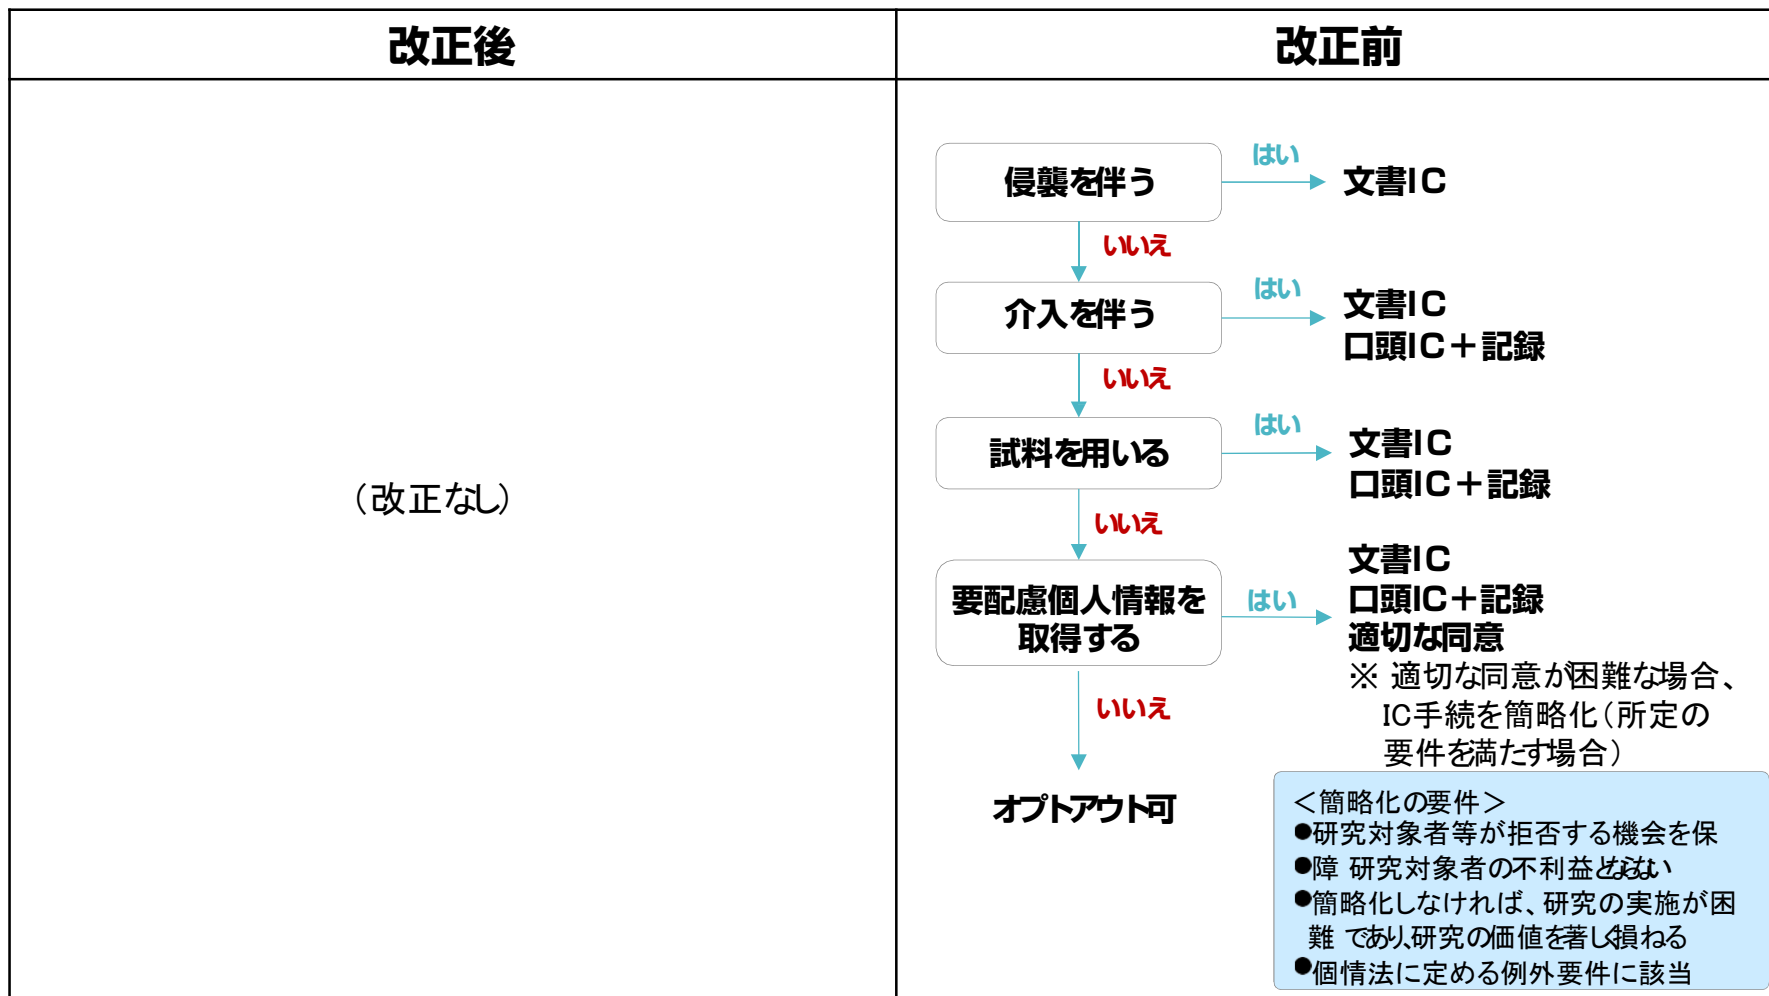 改正後
改正前
(改正なし)
侵襲を伴う
はい
文書IC
いいえ
介入を伴う
はい
文書IC
口頭IC＋記録
いいえ
試料を用いる
はい
文書IC
口頭IC＋記録
いいえ
要配慮個人情報を
取得する
はい
文書IC
口頭IC＋記録
適切な同意
※ 適切な同意が困難な場合、
IC手続を簡略化（所定の
要件を満たす場合）
いいえ
オプトアウト可
＜簡略化の要件＞
●研究対象者等が拒否する機会を保
●障 研究対象者の不利益とならない
●簡略化しなければ、研究の実施が困
難 であり、研究の価値を著しく損ねる
●個情法に定める例外要件に該当